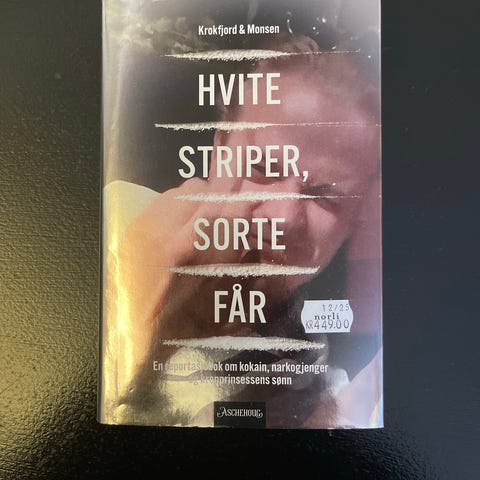 Krokfjord & Monsen
HVITE
STRIPER,
SORTE
FÅR
12/25
norli
KR449.00
En reportasjebok om kokain, narkogjenger
kronprinsessens sønn
ASCHEHOUG